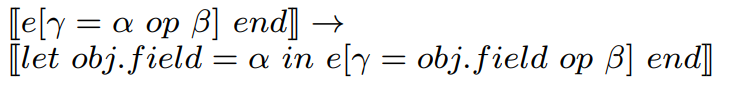 ⟦e[γ = α op β] end⟧ →
⟦let obj.field = α in e[γ = obj.field op β] end⟧